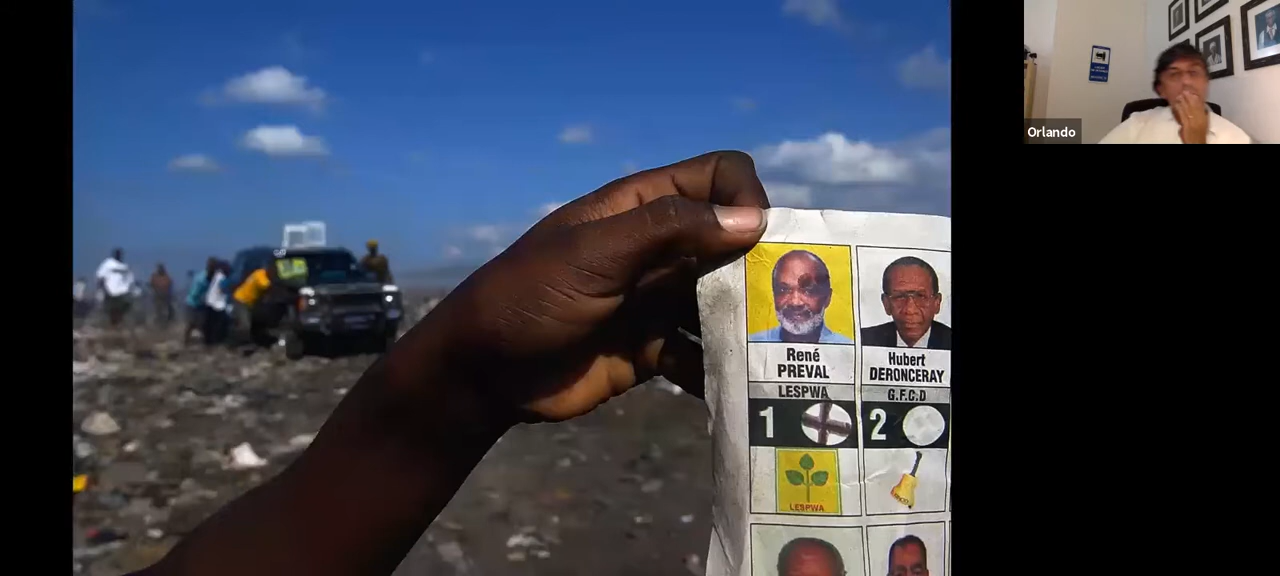 René
PREVAL
LESPWA
1
LESPWA
Hubert
DERONCERAY
G.F.C.D
2
Orlando